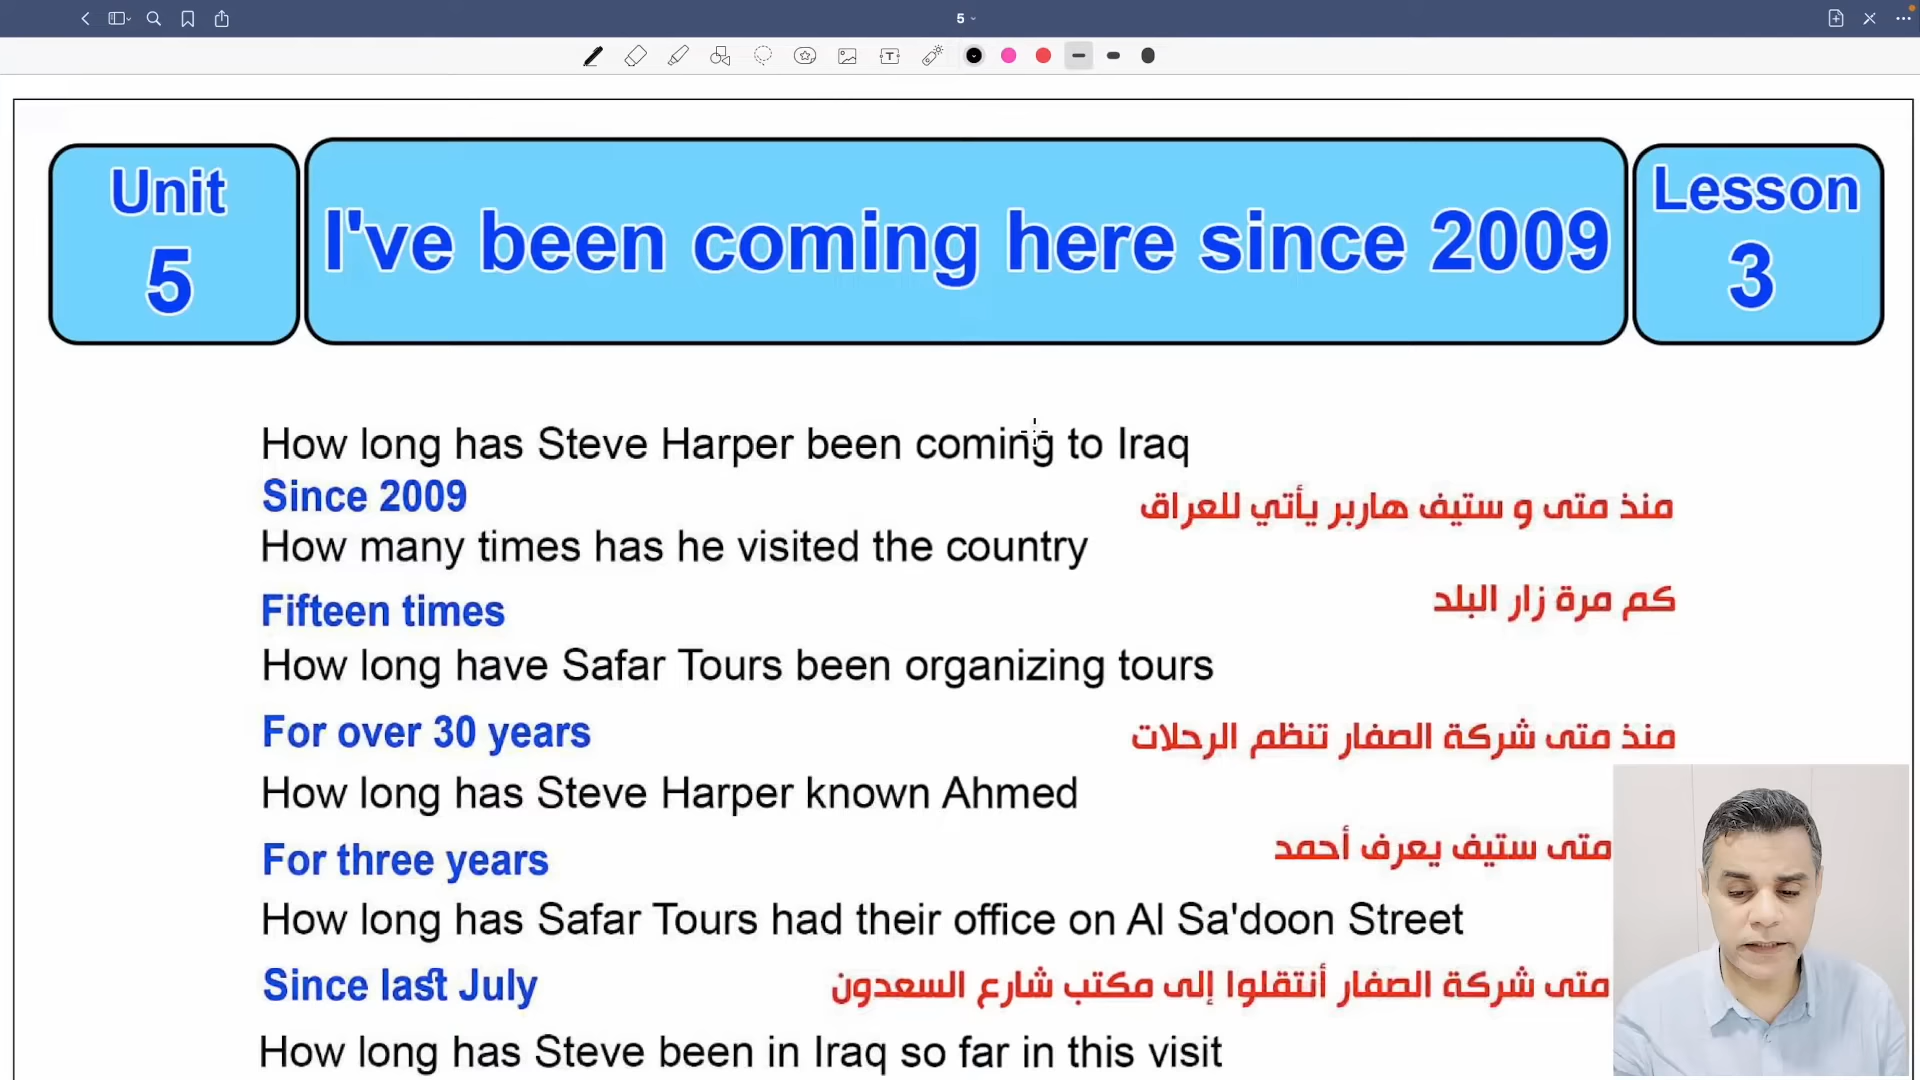 5
Unit
5
I've been coming here since 2009
Lesson
3
How long has Steve Harper been coming to Iraq
Since 2009
منذ متى و ستيف هاربر يأتي للعراق
How many times has he visited the country
Fifteen times
كم مرة زار البلد
How long have Safar Tours been organizing tours
For over 30 years
منذ متى شركة الصفار تنظم الرحلات
How long has Steve Harper known Ahmed
For three years
متى ستيف يعرف أحمد
How long has Safar Tours had their office on Al Sa'doon Street
Since last July
متى شركة الصفار أنتقلوا إلى مكتب شارع السعدون
How long has Steve been in Iraq so far in this visit